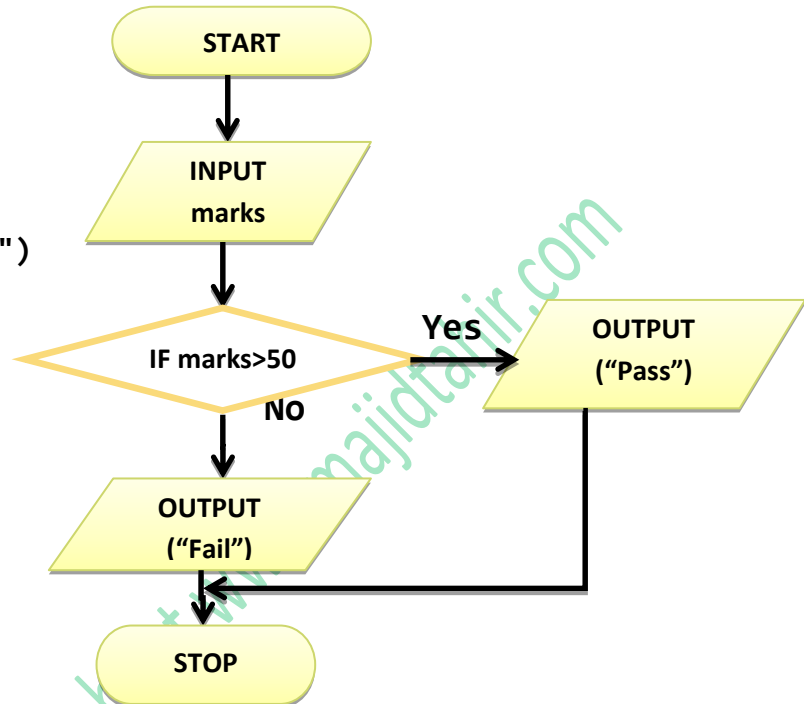 START
INPUT
marks
")
IF marks>50
Yes
OUTPUT
("Pass")
NO
OUTPUT
("Fail")
STOP